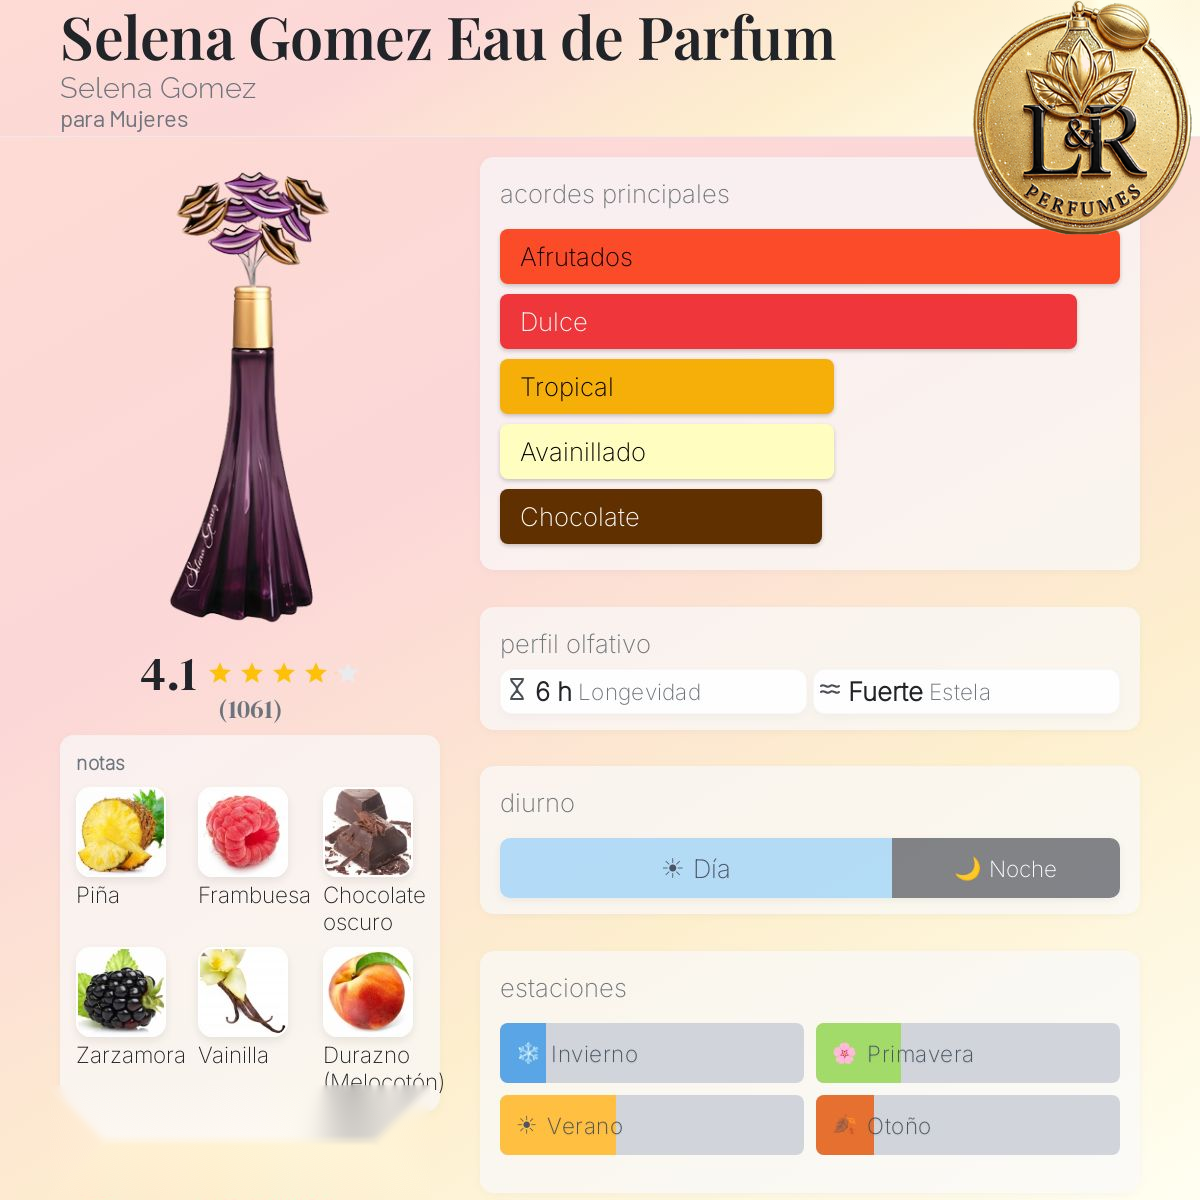 Selena Gomez Eau de Parfum
Selena Gomez
para Mujeres
L&R
PERFUMES
Selena Gomez
4.1
(1061)
notas
Piña
Frambuesa
Chocolate
oscuro
Zarzamora
Vainilla
Durazno
(Melocotón)
acordes principales
Afrutados
Dulce
Tropical
Avainillado
Chocolate
perfil olfativo
6 h Longevidad
Fuerte Estela
diurno
Día
Noche
estaciones
Invierno
Primavera
Verano
Otoño